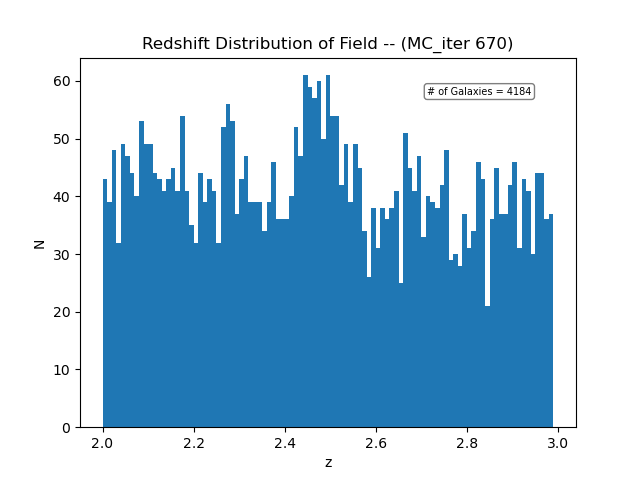 Redshift Distribution of Field -- (MC_iter 670)
# of Galaxies = 4184
N
60
50
40
30
20
10
0
2.0 2.2 2.4 2.6 2.8 3.0
z